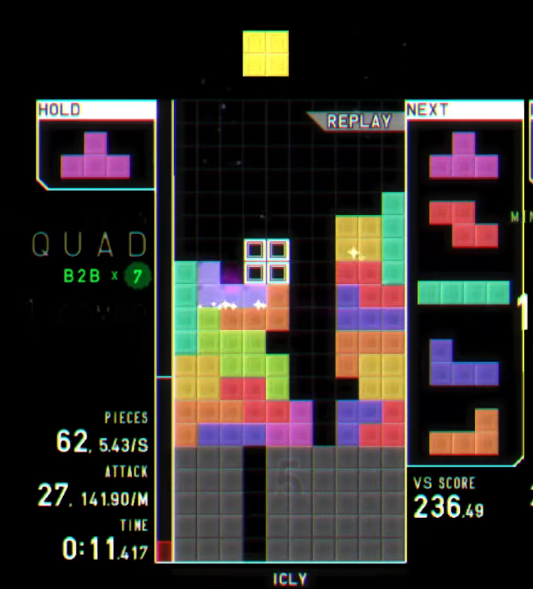 HOLD
REPLAY
NEXT
QUAD
B2B × 7
PIECES
62, 5.43/S
ATTACK
27, 141.90/M
TIME
0:11.417
VS SCORE
236.49
ICLY